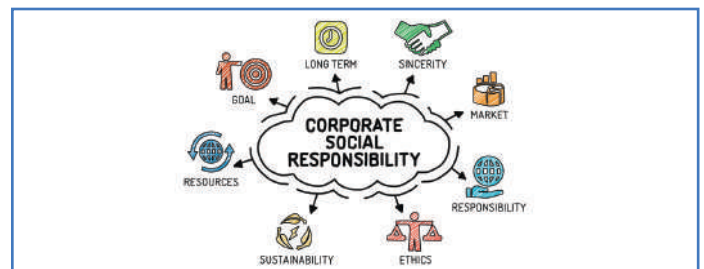 LONG TERM
SINCERITY
GOAL
MARKET
CORPORATE
SOCIAL
RESPONSIBILITY
RESOURCES
RESPONSIBILITY
SUSTAINABILITY
ETHICS